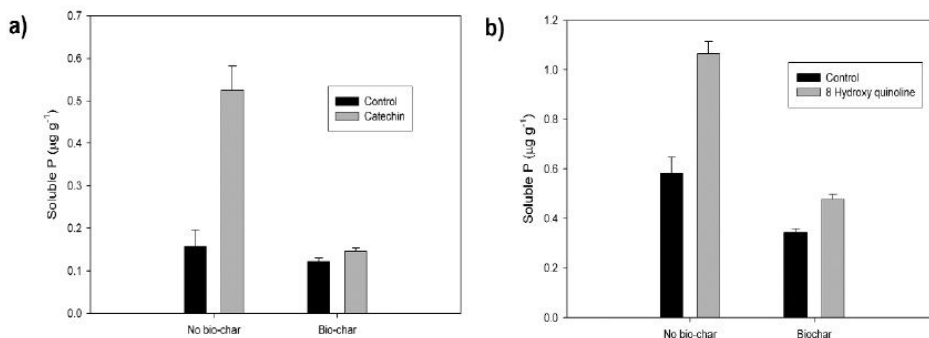 a)
0.7
0.6
0.5
0.4
0.3
0.2
0.1
0.0
Soluble P (µg g⁻¹)
Control
Catechin
No bio-char
Bio-char
b)
1.2
1.0
0.8
0.6
0.4
0.2
0.0
Soluble P (µg g⁻¹)
Control
8 Hydroxy quinoline
No bio-char
Biochar